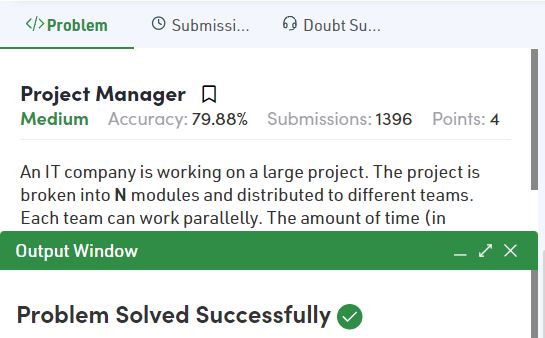 </>Problem Submissi... Doubt Su...
Project Manager
Medium Accuracy: 79.88% Submissions: 1396 Points: 4
An IT company is working on a large project. The project is
broken into N modules and distributed to different teams.
Each team can work parallelly. The amount of time (in
Output Window
Problem Solved Successfully